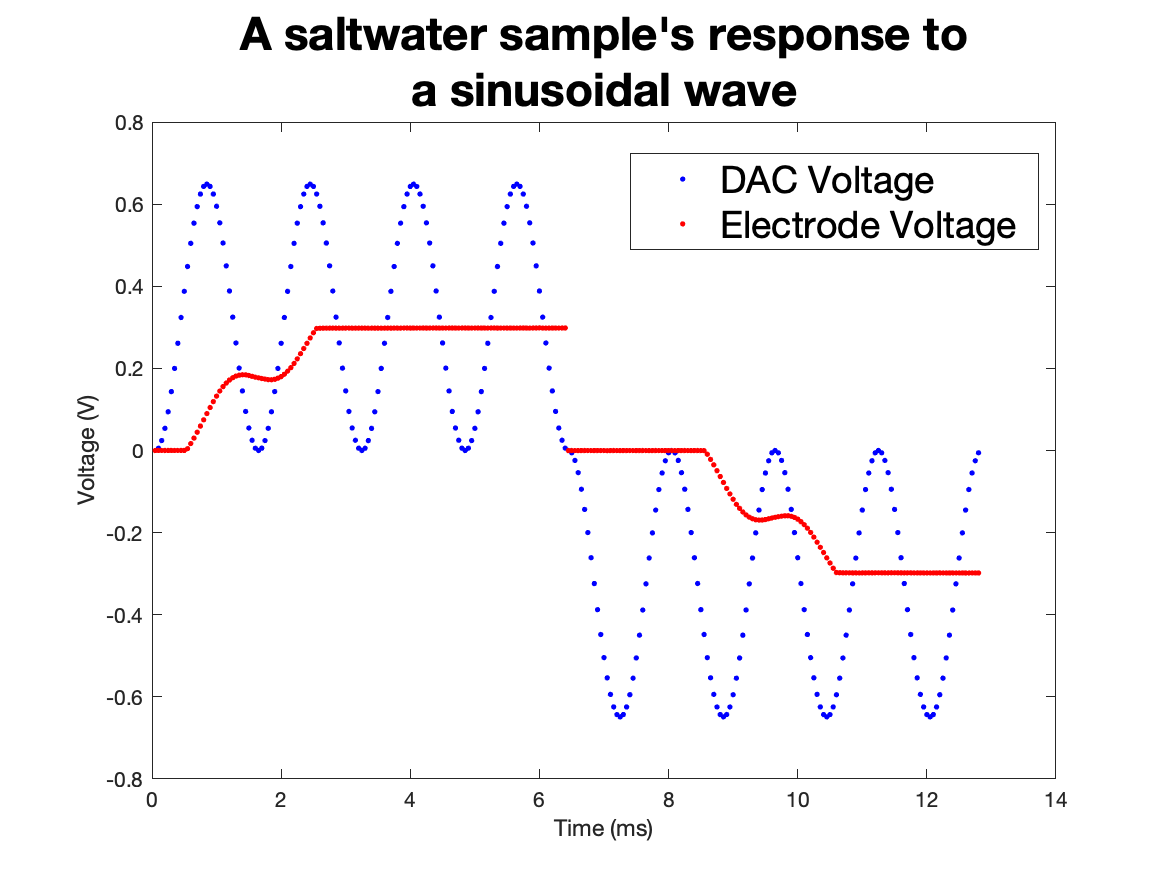 A saltwater sample's response to
a sinusoidal wave
DAC Voltage
Electrode Voltage
Voltage (V)
0.8
0.6
0.4
0.2
0
-0.2
-0.4
-0.6
-0.8
0 2 4 6 8 10 12 14
Time (ms)